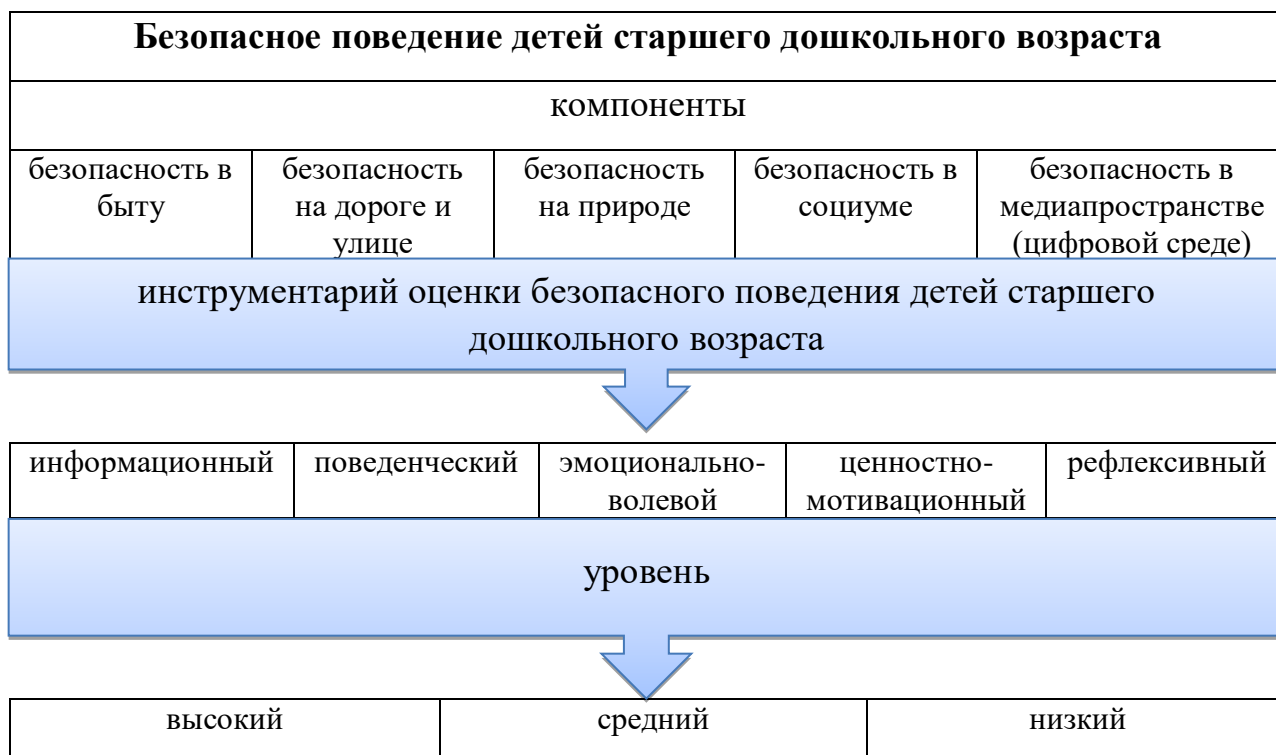 Безопасное поведение детей старшего дошкольного возраста
компоненты
безопасность в
быту
безопасность
на дороге и
улице
безопасность
на природе
безопасность в
социуме
безопасность в
медиапространстве
(цифровой среде)
инструментарий оценки безопасного поведения детей старшего
дошкольного возраста
информационный
поведенческий
эмоционально-
волевой
ценностно-
мотивационный
рефлексивный
уровень
высокий
средний
низкий